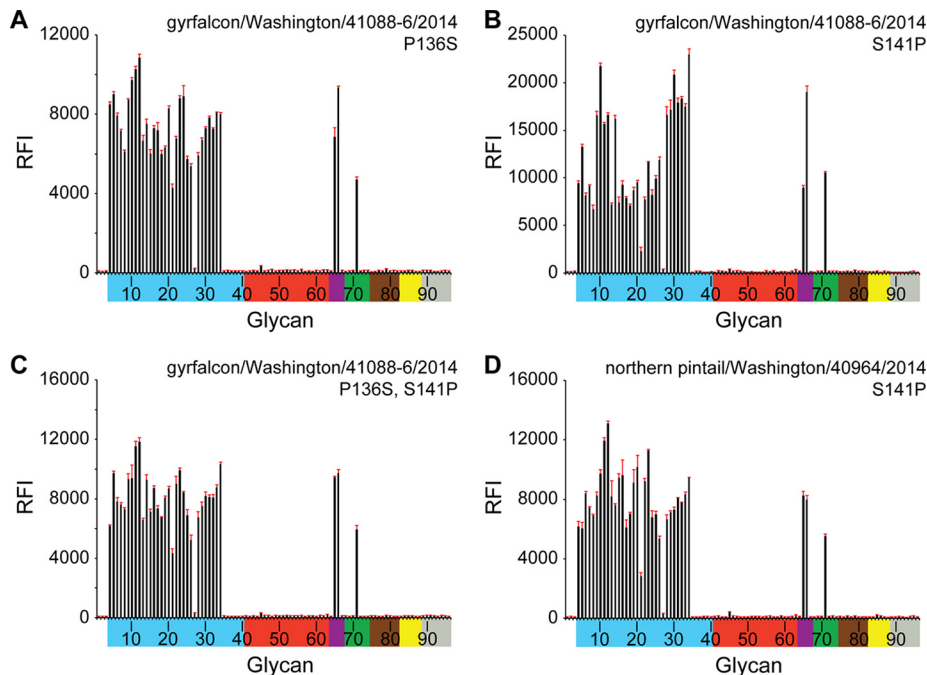 A
gyrfalcon/Washington/41088-6/2014
P136S
12000
8000
4000
0
RFI
10 20 30 40 50 60 70 80 90
Glycan
B
gyrfalcon/Washington/41088-6/2014
S141P
25000
20000
15000
10000
5000
0
RFI
10 20 30 40 50 60 70 80 90
Glycan
C
gyrfalcon/Washington/41088-6/2014
P136S, S141P
16000
12000
8000
4000
0
RFI
10 20 30 40 50 60 70 80 90
Glycan
D
northern pintail/Washington/40964/2014
S141P
16000
12000
8000
4000
0
RFI
10 20 30 40 50 60 70 80 90
Glycan